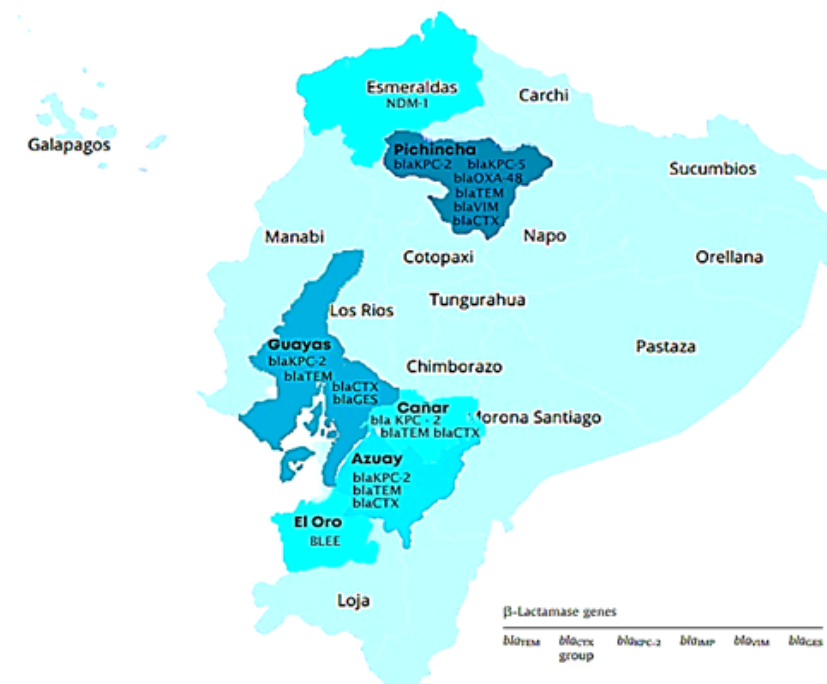 Esmeraldas
NDM-1
Carchi
Galapagos
Pichincha
blaKPC-2 blaKPC-5
blaOXA-48
blaTEM
blaVIM
blaCTX
Sucumbios
Manabi
Napo
Cotopaxi
Orellana
Tungurahua
Los Rios
Guayas
blaKPC-2
blaTEM
blaCTX
blaGES
Pastaza
Chimborazo
Cañar
bla KPC - 2
blaTEM blaCTX
Morona Santiago
Azuay
blaKPC-2
blaTEM
blaCTX
El Oro
BLEE
Loja
β-Lactamase genes
blaTEM blaCTX blaKPC-2 blaIMP blaVIM blaGES
group